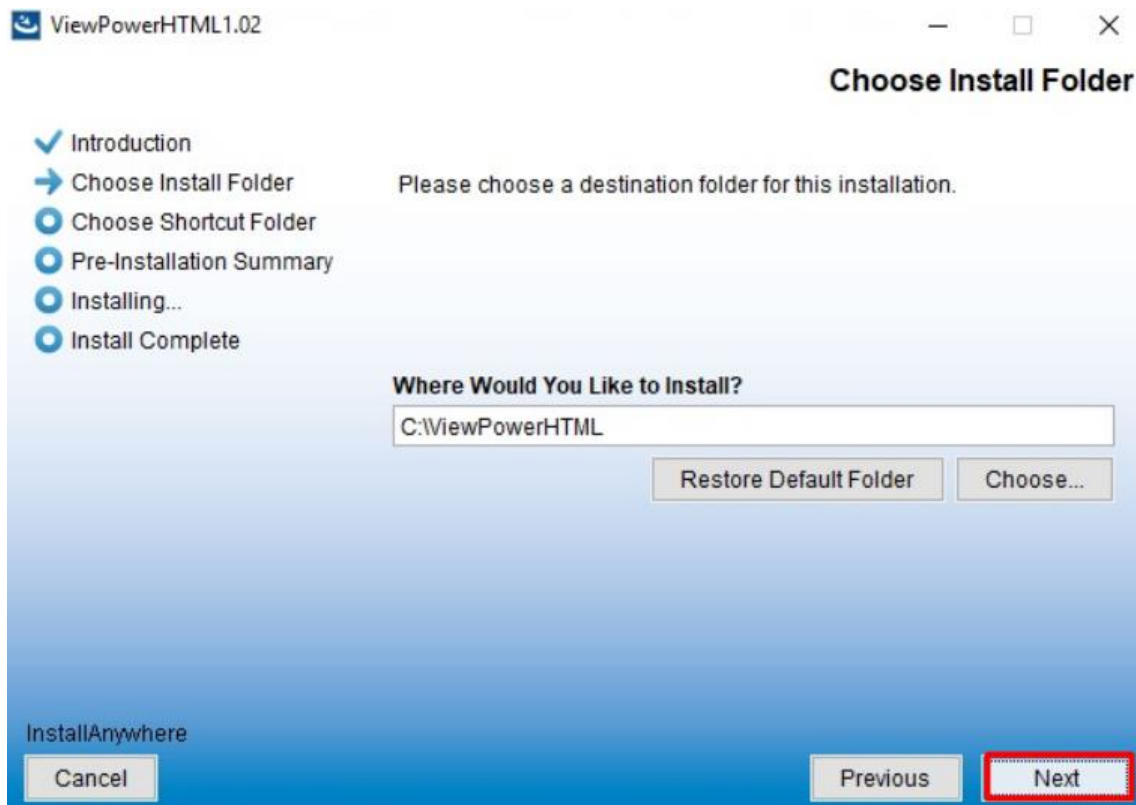 ViewPowerHTML1.02
Choose Install Folder
Introduction
Choose Install Folder
Choose Shortcut Folder
Pre-Installation Summary
Installing...
Install Complete
Please choose a destination folder for this installation.
Where Would You Like to Install?
C:\ViewPowerHTML
Restore Default Folder
Choose...
InstallAnywhere
Cancel
Previous
Next